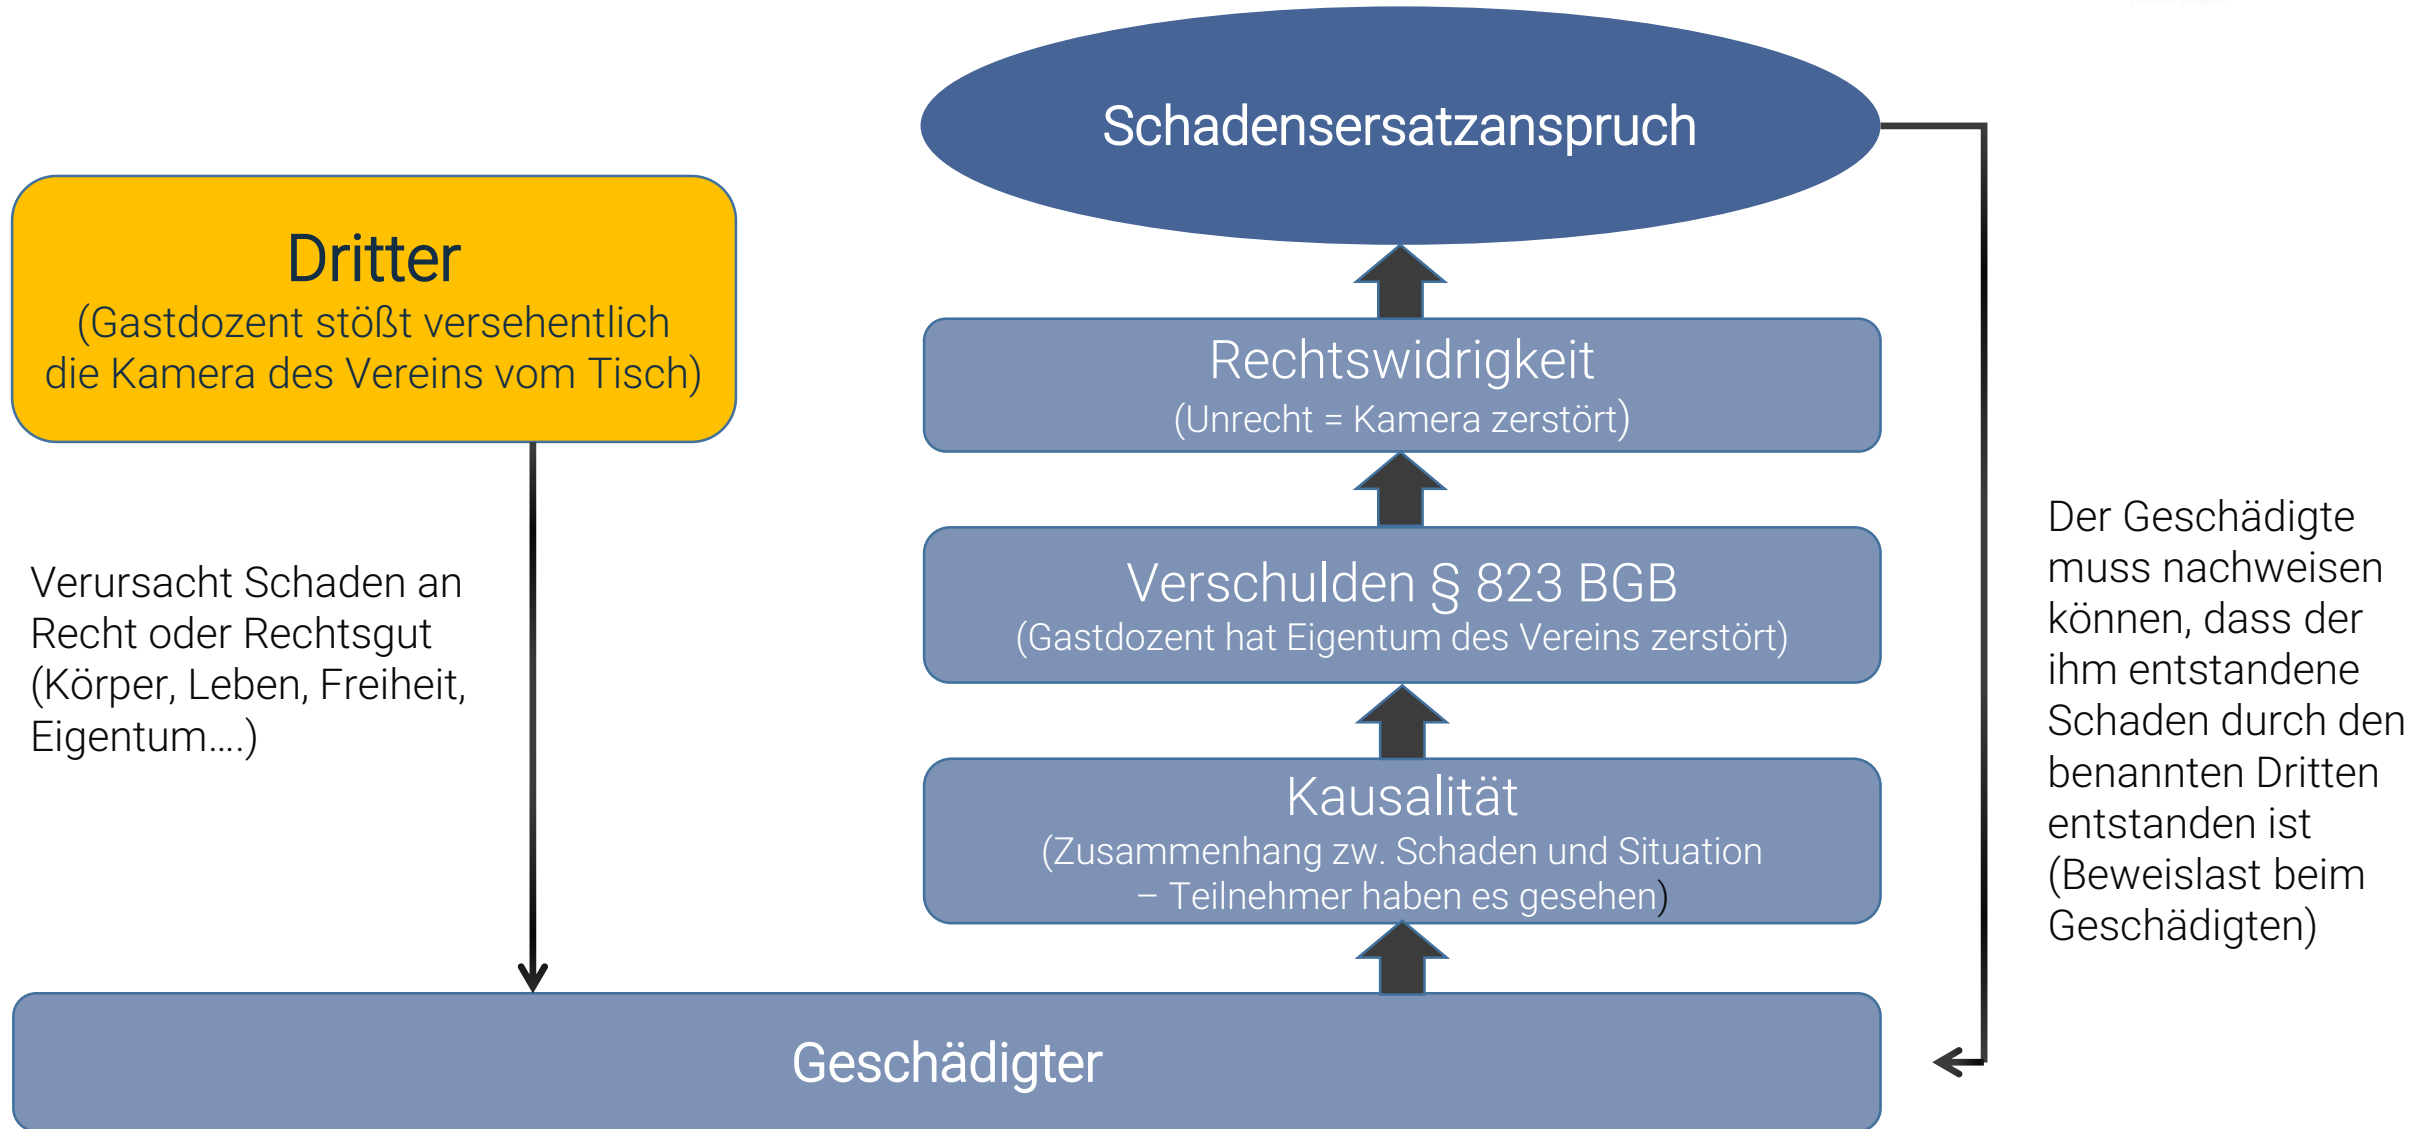 Schadensersatzanspruch
Dritter
(Gastdozent stößt versehentlich
die Kamera des Vereins vom Tisch)
Rechtswidrigkeit
(Unrecht = Kamera zerstört)
Verschulden § 823 BGB
(Gastdozent hat Eigentum des Vereins zerstört)
Kausalität
(Zusammenhang zw. Schaden und Situation
– Teilnehmer haben es gesehen)
Verursacht Schaden an
Recht oder Rechtsgut
(Körper, Leben, Freiheit,
Eigentum….)
Der Geschädigte
muss nachweisen
können, dass der
ihm entstandene
Schaden durch den
benannten Dritten
entstanden ist
(Beweislast beim
Geschädigten)
Geschädigter